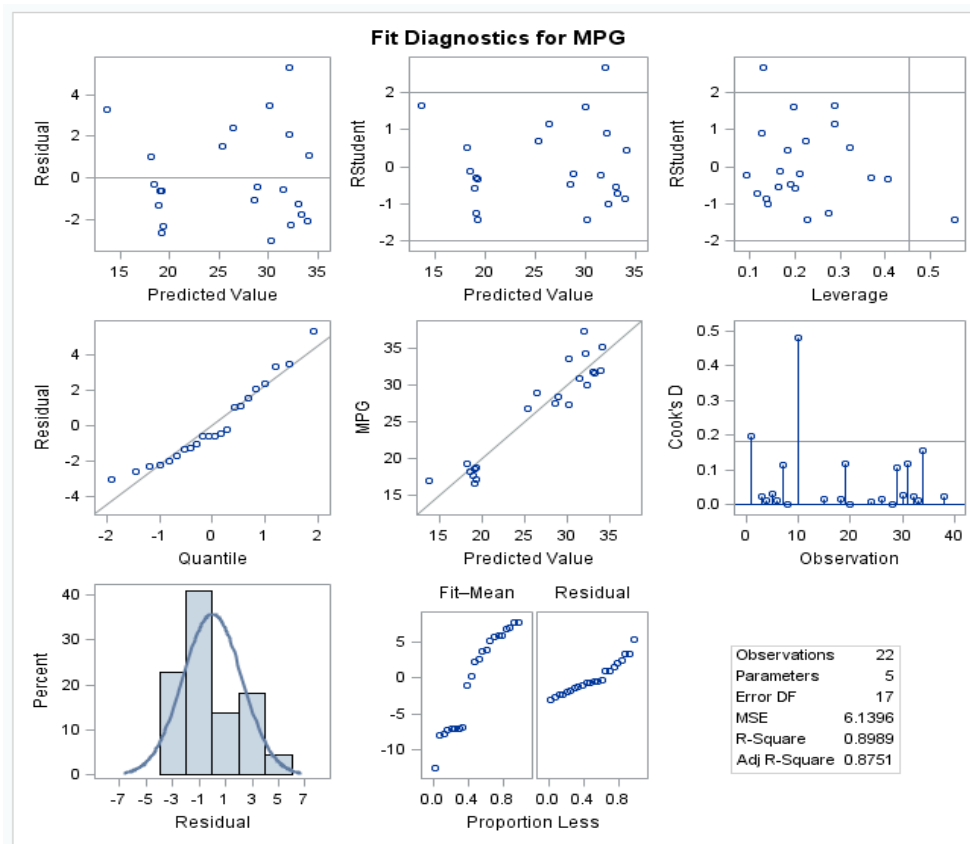 Fit Diagnostics for MPG
4
2
0
-2
Residual
15 20 25 30 35
Predicted Value
2
1
0
-1
-2
RStudent
15 20 25 30 35
Predicted Value
2
1
0
-1
-2
RStudent
0.1 0.2 0.3 0.4 0.5
Leverage
4
2
0
-2
-4
Residual
-2 -1 0 1 2
Quantile
35
30
25
20
15
MPG
15 20 25 30 35
Predicted Value
0.5
0.4
0.3
0.2
0.1
0.0
Cook's D
0 10 20 30 40
Observation
40
30
20
10
0
Percent
-7 -5 -3 -1 1 3 5 7
Residual
Fit–Mean Residual
5
0
-5
-10
0.0 0.4 0.8 0.0 0.4 0.8
Proportion Less
Observations 22
Parameters 5
Error DF 17
MSE 6.1396
R-Square 0.8989
Adj R-Square 0.8751